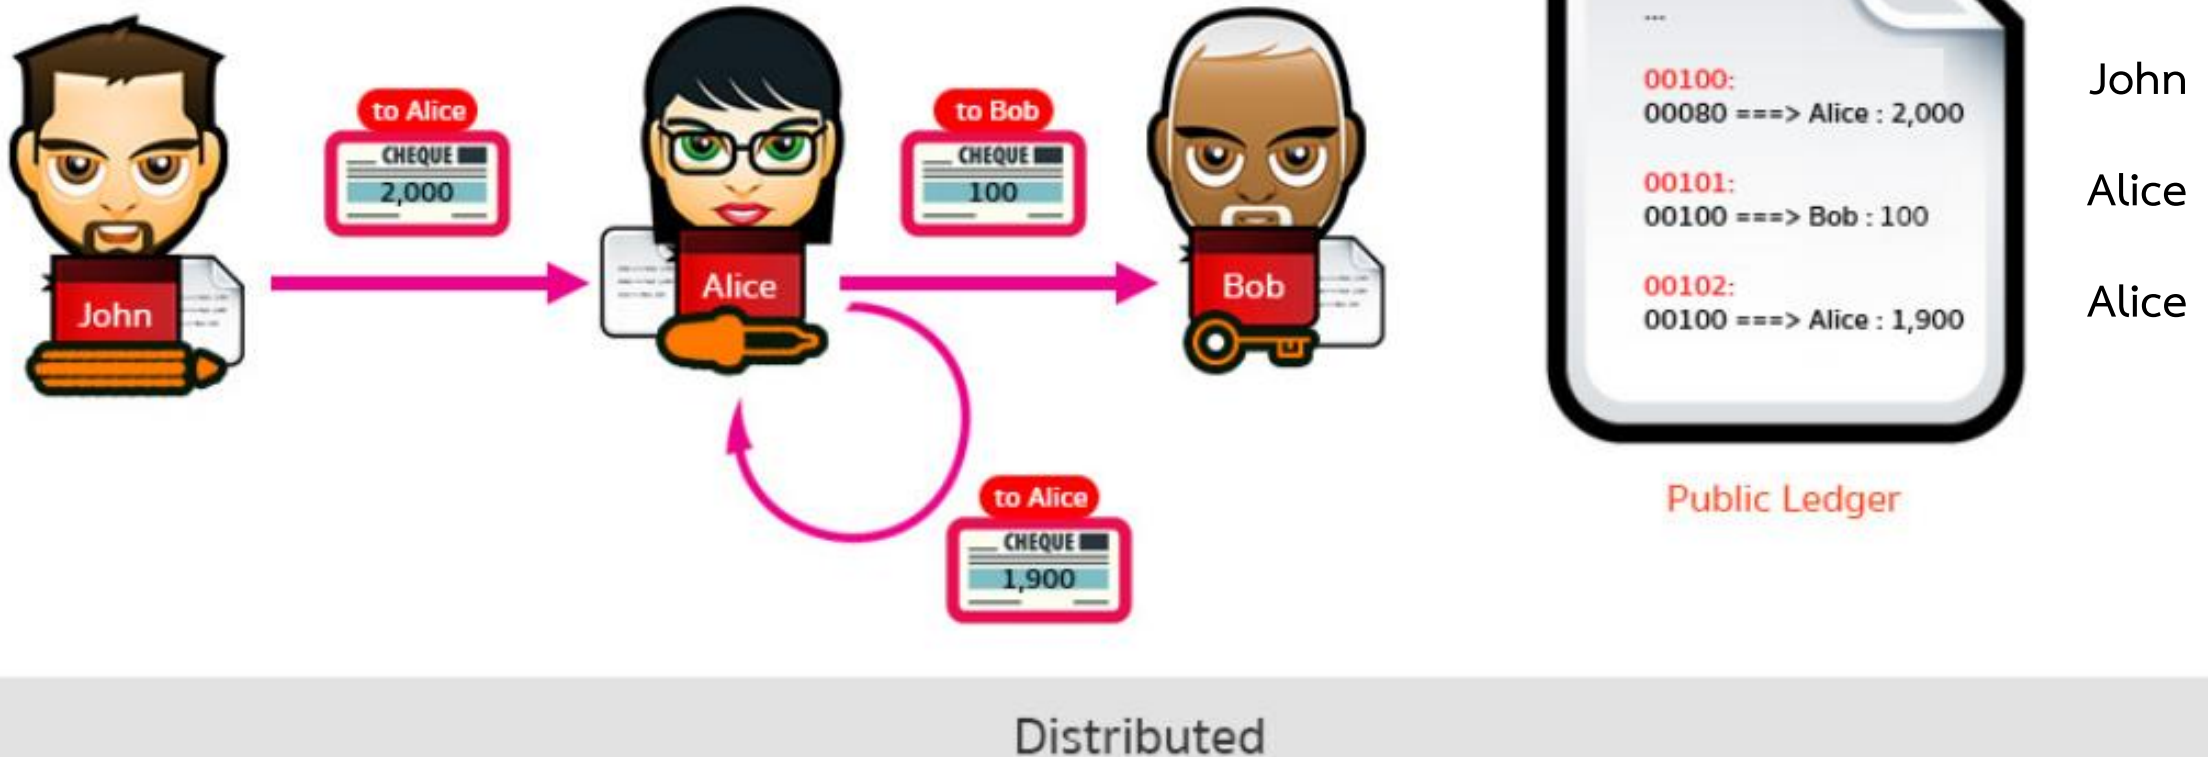 to Alice
CHEQUE
2,000
to Bob
CHEQUE
100
John
Alice
Bob
to Alice
CHEQUE
1,900
...
00100:
00080 ===> Alice : 2,000
00101:
00100 ===> Bob : 100
00102:
00100 ===> Alice : 1,900
Public Ledger
John
Alice
Alice
Distributed